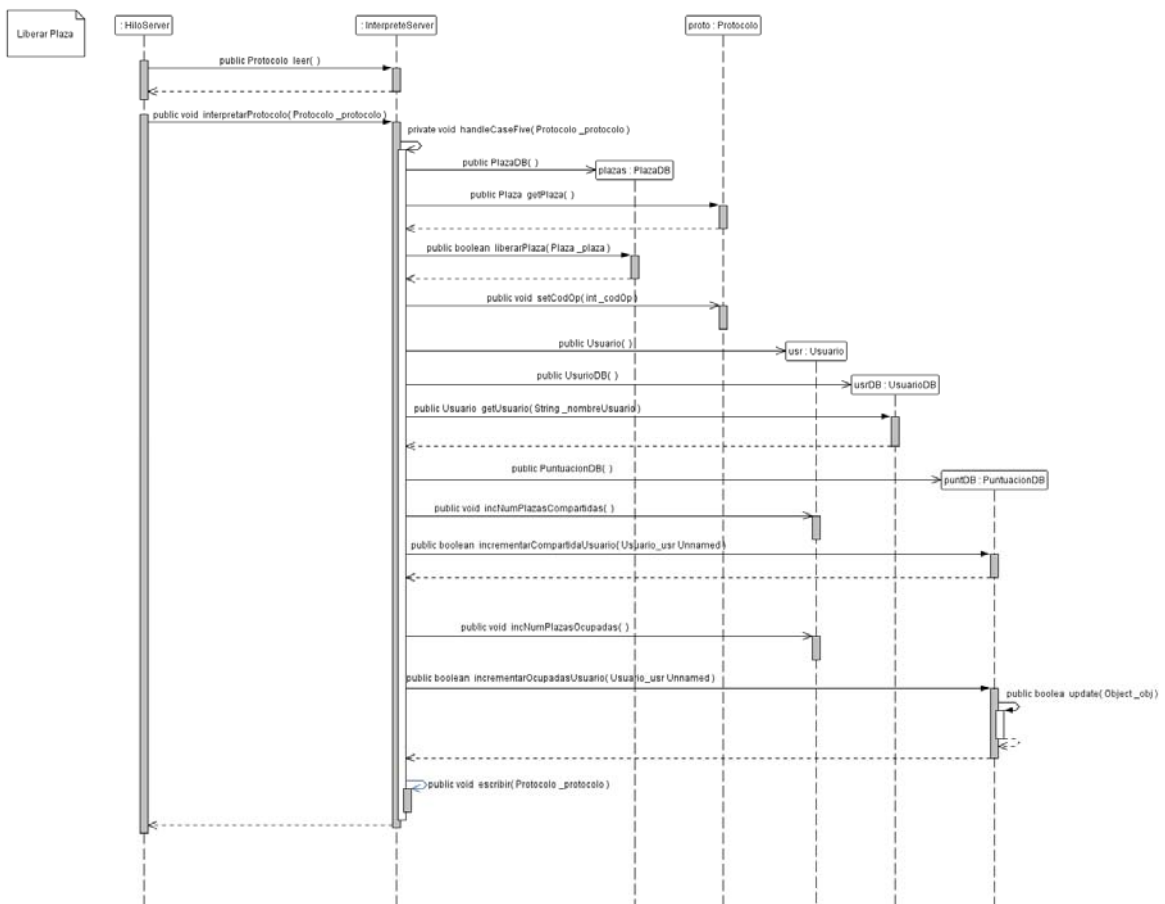 Liberar Plaza
: HiloServer
: InterpreteServer
proto : Protocolo
public Protocolo leer( )
public void interpretarProtocolo( Protocolo _protocolo )
private void handleCaseFive( Protocolo _protocolo )
public PlazaDB( )
plazas : PlazaDB
public Plaza getPlaza( )
public boolean liberarPlaza( Plaza _plaza )
public void setCodOp( int _codOp )
public Usuario( )
usr : Usuario
public UsurioDB( )
usrDB : UsuarioDB
public Usuario getUsuario( String _nombreUsuario )
public PuntuacionDB( )
puntDB : PuntuacionDB
public void incNumPlazasCompartidas( )
public boolean incrementarCompartidaUsuario( Usuario_usr Unnamed )
public void incNumPlazasOcupadas( )
public boolean incrementarOcupadasUsuario( Usuario_usr Unnamed )
public boolea update( Object _obj )
public void escribir( Protocolo _protocolo )